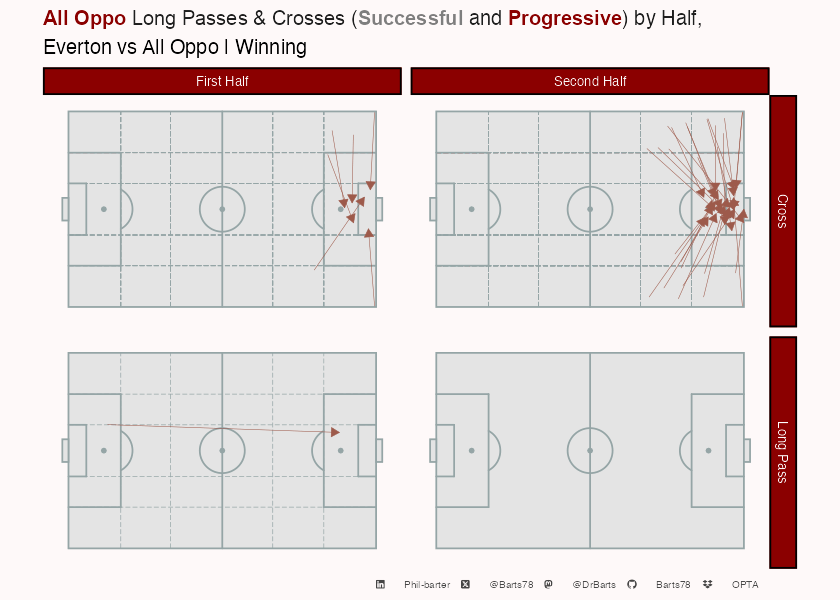 All Oppo Long Passes & Crosses (Successful and Progressive) by Half,
Everton vs All Oppo I Winning
First Half
Second Half
Cross
Long Pass
Phil-barter @Barts78 @DrBarts Barts78 OPTA